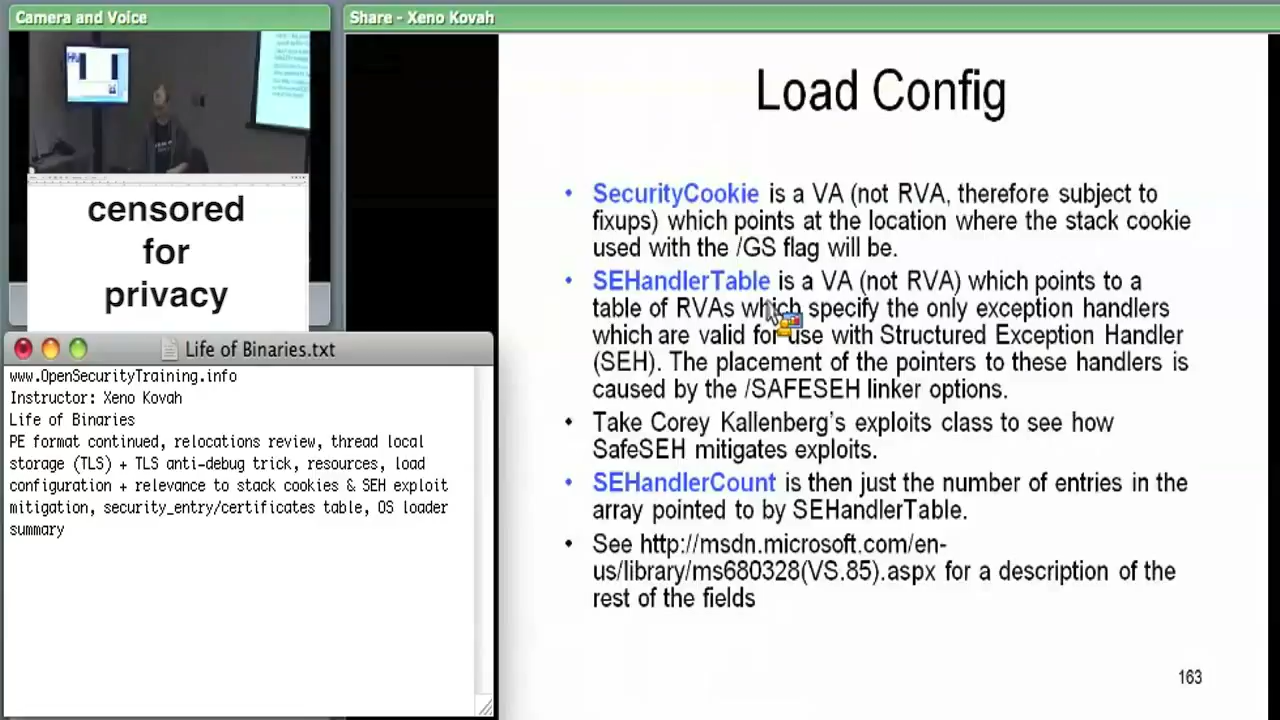 Camera and Voice
Share - Xeno Kovah
censored
for
privacy
Life of Binaries.txt
www.OpenSecurityTraining.info
Instructor: Xeno Kovah
Life of Binaries
PE format continued, relocations review, thread local
storage (TLS) + TLS anti-debug trick, resources, load
configuration + relevance to stack cookies & SEH exploit
mitigation, security_entry/certificates table, OS loader
summary
Load Config
• SecurityCookie is a VA (not RVA, therefore subject to
fixups) which points at the location where the stack cookie
used with the /GS flag will be.
• SEHandlerTable is a VA (not RVA) which points to a
table of RVAs which specify the only exception handlers
which are valid for use with Structured Exception Handler
(SEH). The placement of the pointers to these handlers is
caused by the /SAFESEH linker options.
• Take Corey Kallenberg's exploits class to see how
SafeSEH mitigates exploits.
• SEHandlerCount is then just the number of entries in the
array pointed to by SEHandlerTable.
• See http://msdn.microsoft.com/en-
us/library/ms680328(VS.85).aspx for a description of the
rest of the fields
163